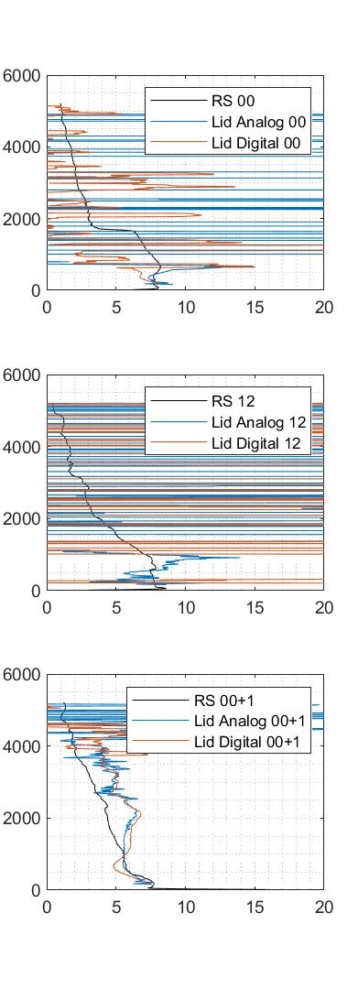 6000
RS 00
Lid Analog 00
Lid Digital 00
4000
2000
0
0 5 10 15 20
6000
RS 12
Lid Analog 12
Lid Digital 12
4000
2000
0
0 5 10 15 20
6000
RS 00+1
Lid Analog 00+1
Lid Digital 00+1
4000
2000
0
0 5 10 15 20